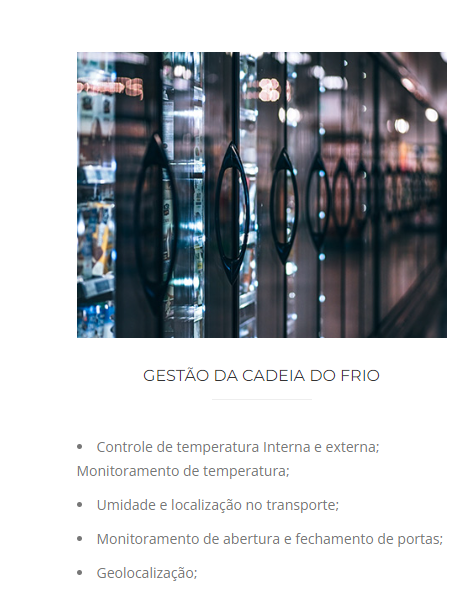 GESTÃO DA CADEIA DO FRIO
• Controle de temperatura Interna e externa;
Monitoramento de temperatura;
• Umidade e localização no transporte;
• Monitoramento de abertura e fechamento de portas;
• Geolocalização;